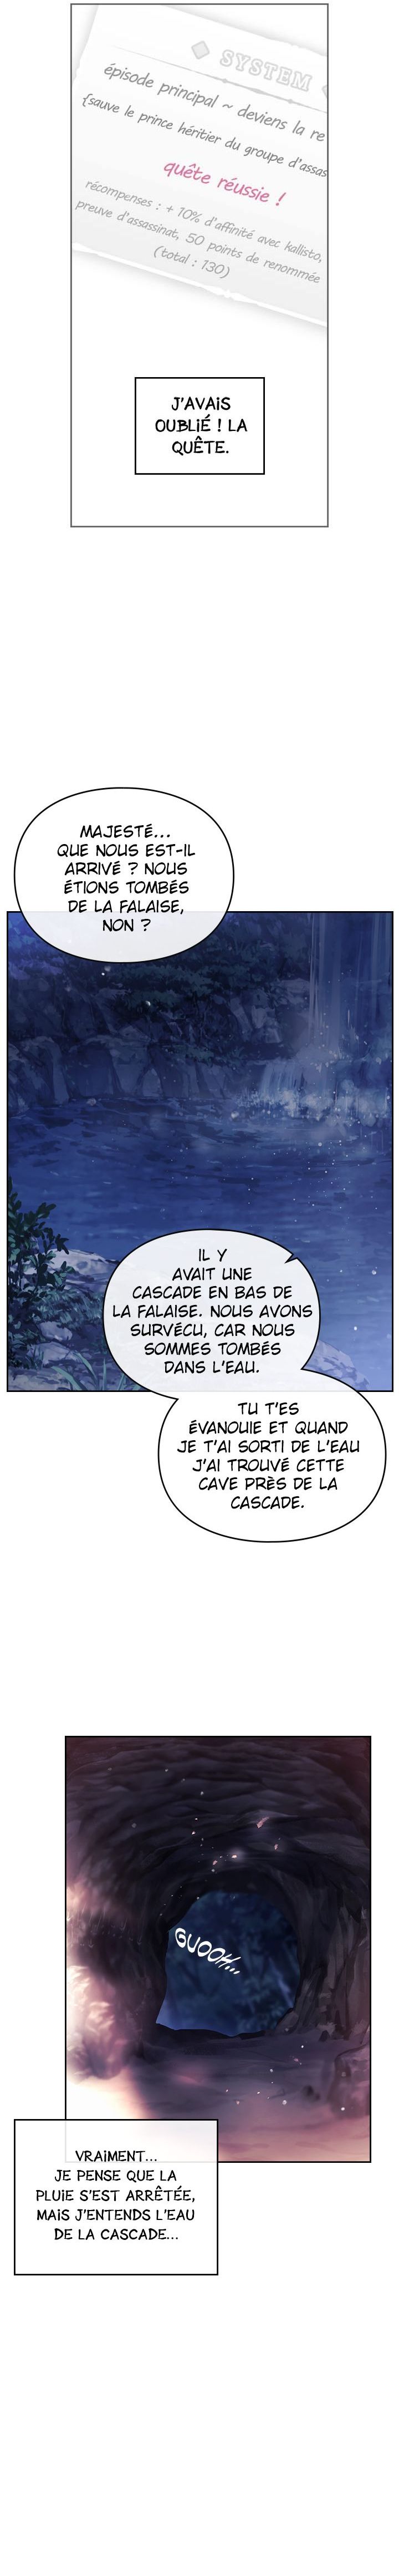 SYSTEM
épisode principal ~ deviens la re
{sauve le prince héritier du groupe d'assas
quête réussie !
récompenses : + 10% d'affinité avec kallisto,
preuve d'assassinat, 50 points de renommée
(total : 130)
J'AVAIS
OUBLIÉ ! LA
QUÊTE.
MAJESTÉ...
QUE NOUS EST-IL
ARRIVÉ ? NOUS
ÉTIONS TOMBÉS
DE LA FALAISE,
NON ?
IL Y
AVAIT UNE
CASCADE EN BAS DE
LA FALAISE. NOUS AVONS
SURVÉCU, CAR NOUS
SOMMES TOMBÉS
DANS L'EAU.
TU T'ES
ÉVANOUIE ET QUAND
JE T'AI SORTI DE L'EAU
J'AI TROUVÉ CETTE
CAVE PRÈS DE LA
CASCADE.
GUOOH...
VRAIMENT...
JE PENSE QUE LA
PLUIE S'EST ARRÊTÉE,
MAIS J'ENTENDS L'EAU
DE LA CASCADE...